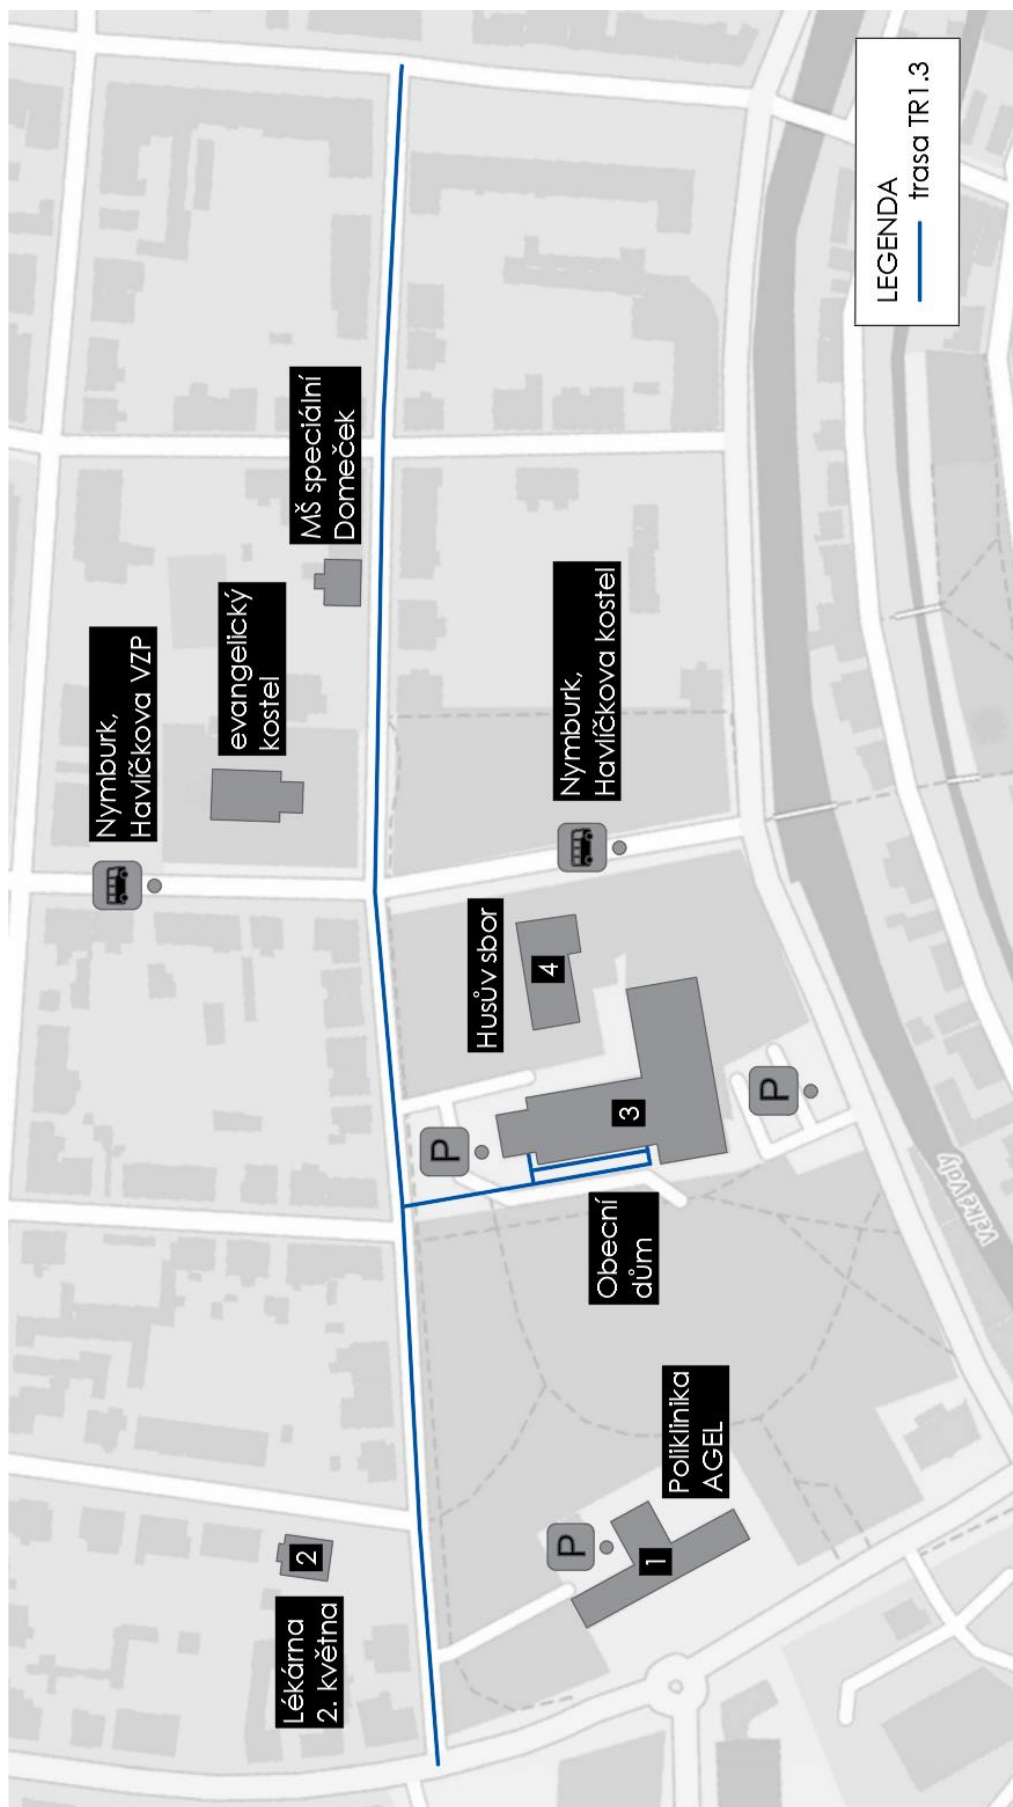 Lékárna
2. května
2
Nymburk,
Havlíčkova VZP
evangelický
kostel
MŠ speciální
Domeček
P
Husův sbor
4
Nymburk,
Havlíčkova kostel
P
1
Poliklinika
AGEL
Obecní
dům
3
P
Velké Valy
LEGENDA
trasa TR1.3